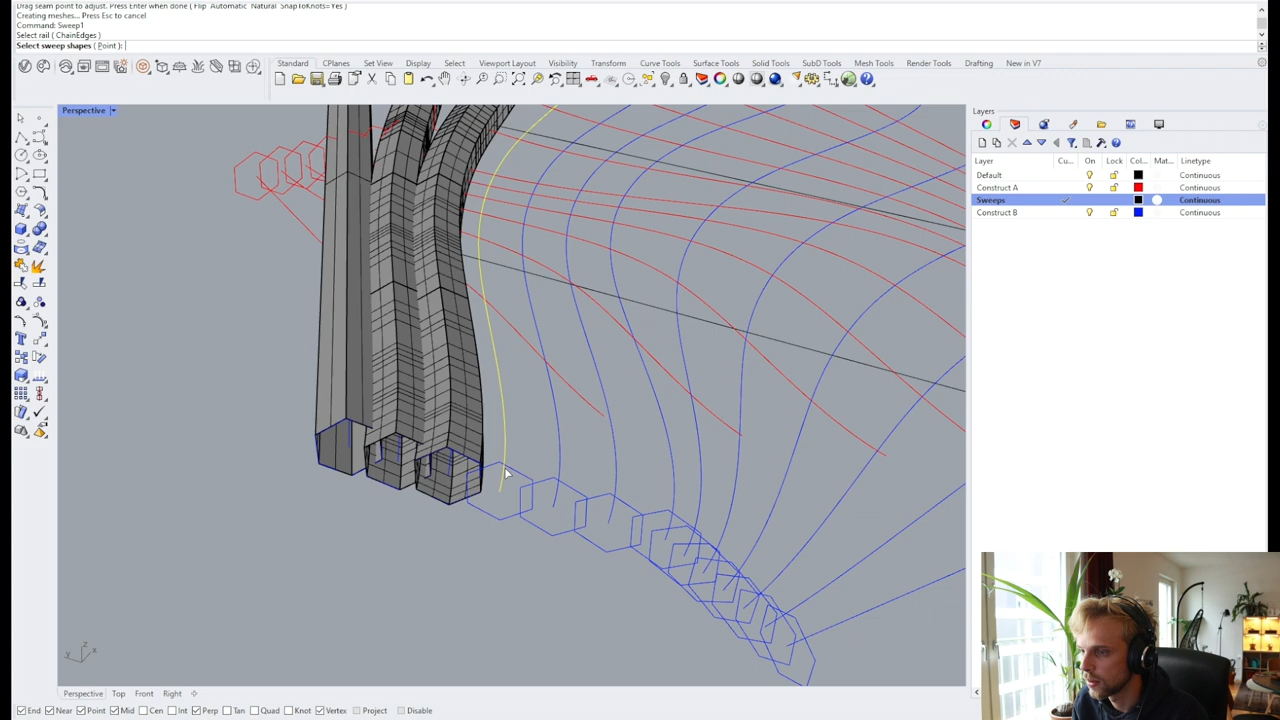 Drag seam point to adjust. Press Enter when done ( Flip Automatic Natural SnapToKnots=Yes )
Creating meshes... Press Esc to cancel
Command: Sweep1
Select rail ( ChainEdges )
Select sweep shapes ( Point ):
Standard CPlanes Set View Display Select Viewport Layout Visibility Transform Curve Tools Surface Tools Solid Tools SubD Tools Mesh Tools Render Tools Drafting New in V7
Perspective
Layers
Layer Cu... On Lock Col... Mat... Linetype
Default Continuous
Construct A Continuous
Sweeps Continuous
Construct B Continuous
z
y x
Perspective Top Front Right
End Near Point Mid Cen Int Perp Tan Quad Knot Vertex Project Disable